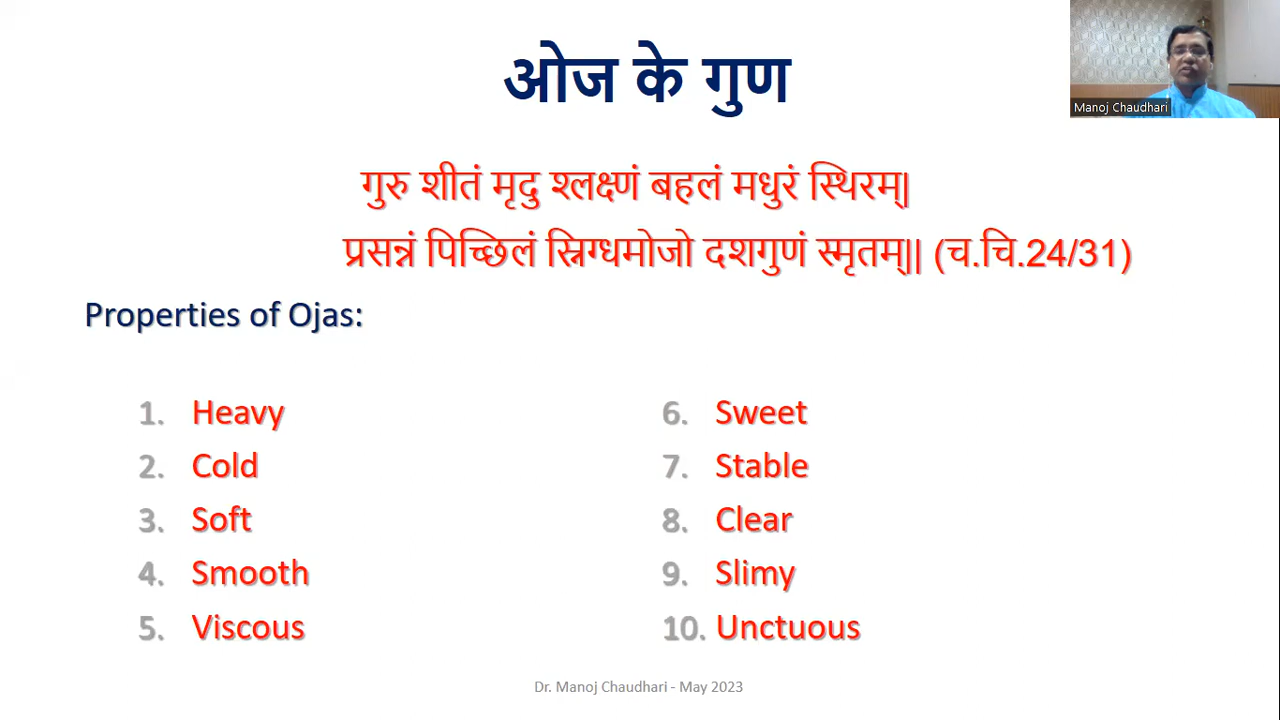 ओज के गुण
Manoj Chaudhari
गुरु शीतं मृदु श्लक्ष्णं बहलं मधुरं स्थिरम्|
प्रसन्नं पिच्छिलं स्निग्धमोजो दशगुणं स्मृतम्|| (च.चि.24/31)
Properties of Ojas:
1. Heavy
2. Cold
3. Soft
4. Smooth
5. Viscous
6. Sweet
7. Stable
8. Clear
9. Slimy
10. Unctuous
Dr. Manoj Chaudhari - May 2023